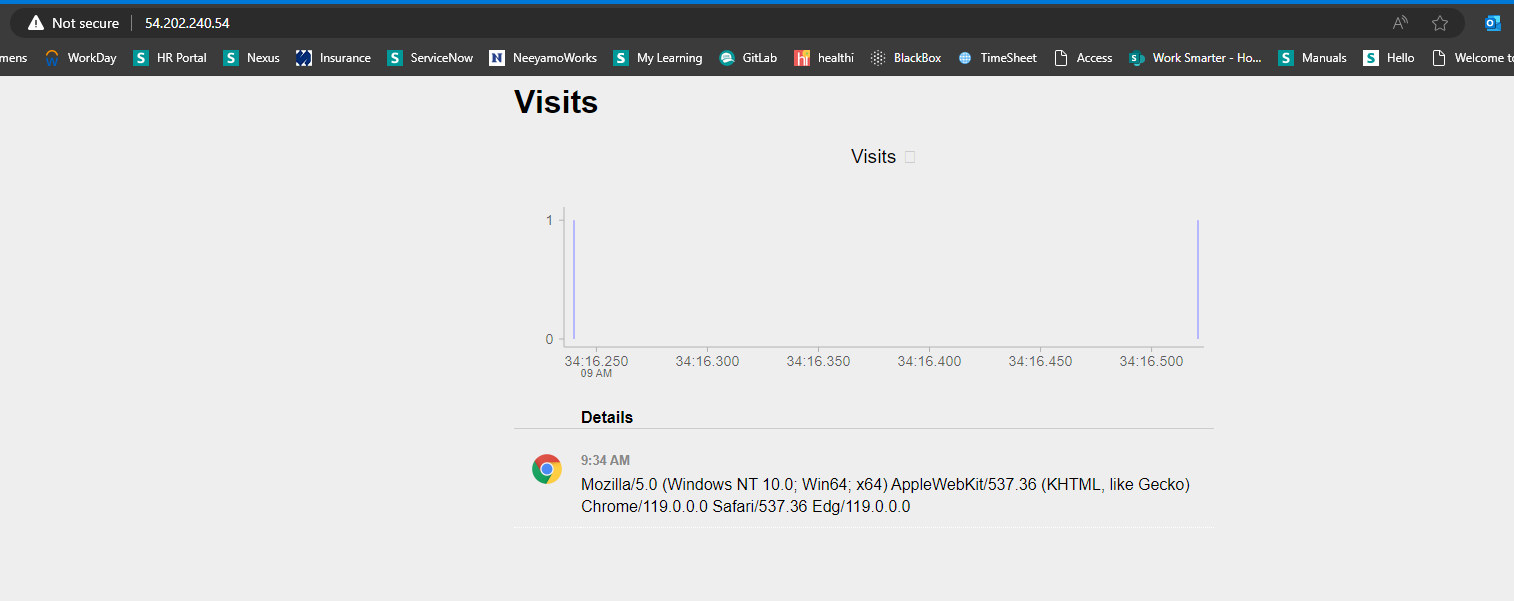 Not secure 54.202.240.54
mens WorkDay HR Portal Nexus Insurance ServiceNow NeeyamoWorks My Learning GitLab healthi BlackBox TimeSheet Access Work Smarter - Ho... Manuals Hello Welcome to
Visits
Visits
1
0
34:16.250 34:16.300 34:16.350 34:16.400 34:16.450 34:16.500
09 AM
Details
9:34 AM
Mozilla/5.0 (Windows NT 10.0; Win64; x64) AppleWebKit/537.36 (KHTML, like Gecko)
Chrome/119.0.0.0 Safari/537.36 Edg/119.0.0.0